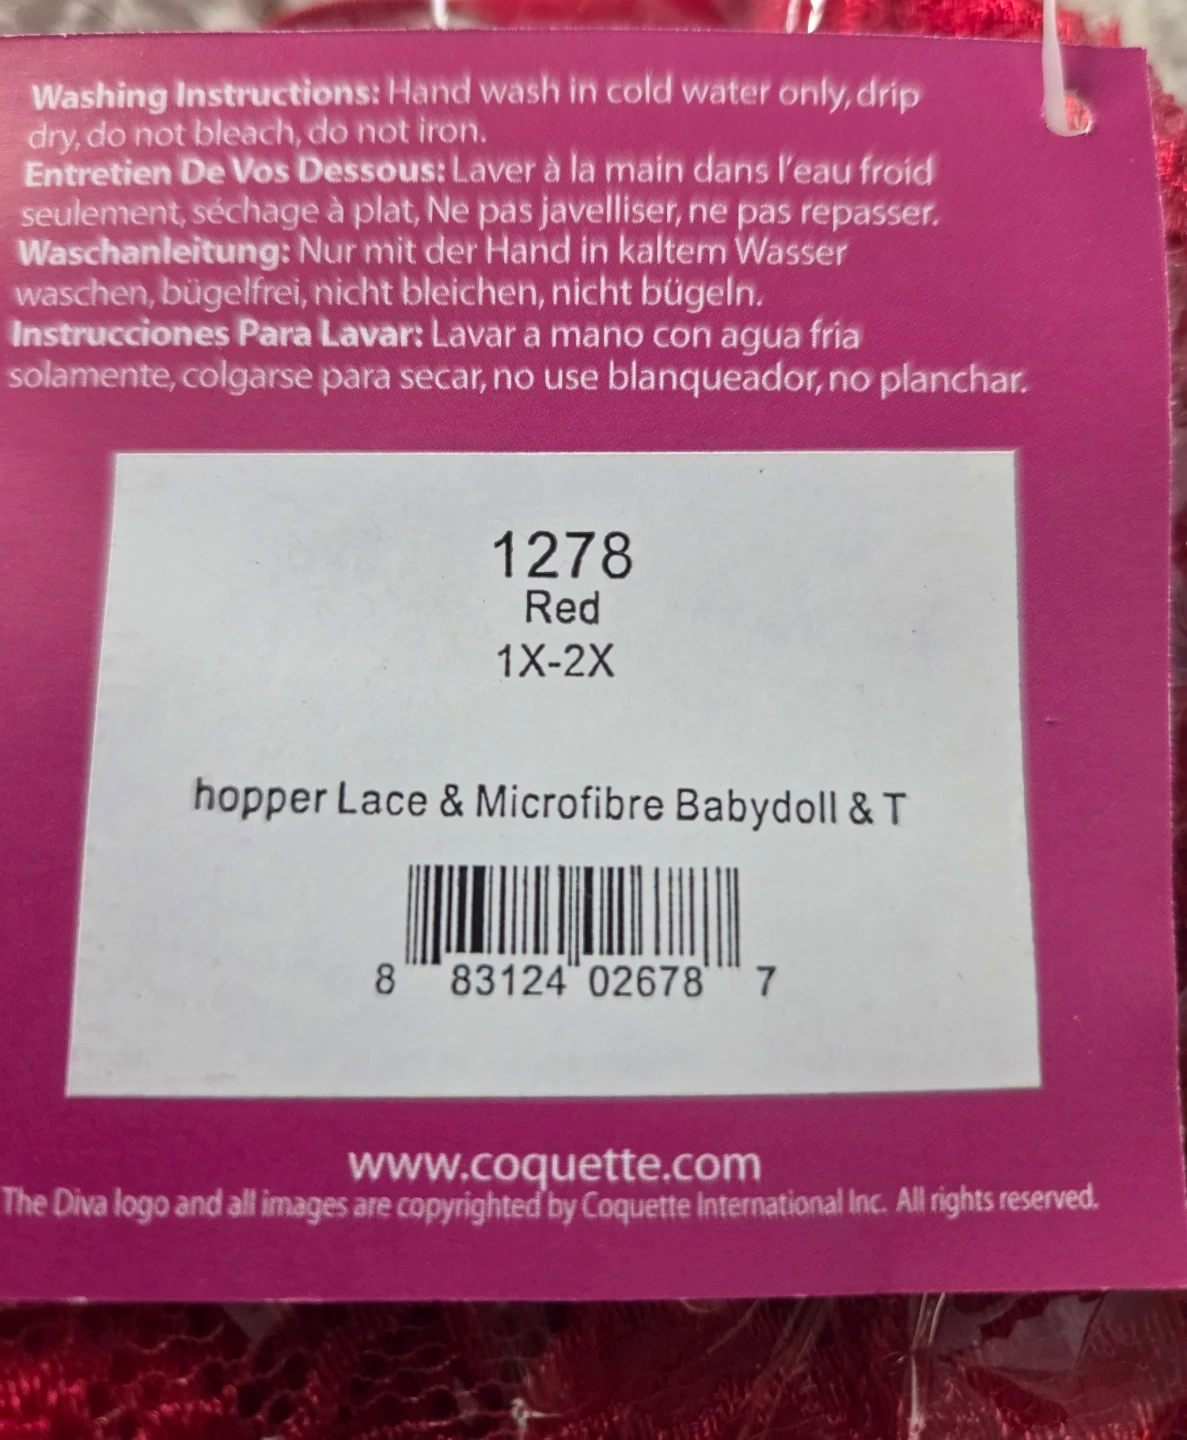 Washing Instructions: Hand wash in cold water only, drip
dry, do not bleach, do not iron.
Entretien De Vos Dessous: Laver à la main dans l'eau froid
seulement, séchage à plat, Ne pas javelliser, ne pas repasser.
Waschanleitung: Nur mit der Hand in kaltem Wasser
waschen, bügelfrei, nicht bleichen, nicht bügeln.
Instrucciones Para Lavar: Lavar a mano con agua fria
solamente, colgarse para secar, no use blanqueador, no planchar.
1278
Red
1X-2X
hopper Lace & Microfibre Babydoll & T
8 83124 02678 7
www.coquette.com
The Diva logo and all images are copyrighted by Coquette International Inc. All rights reserved.